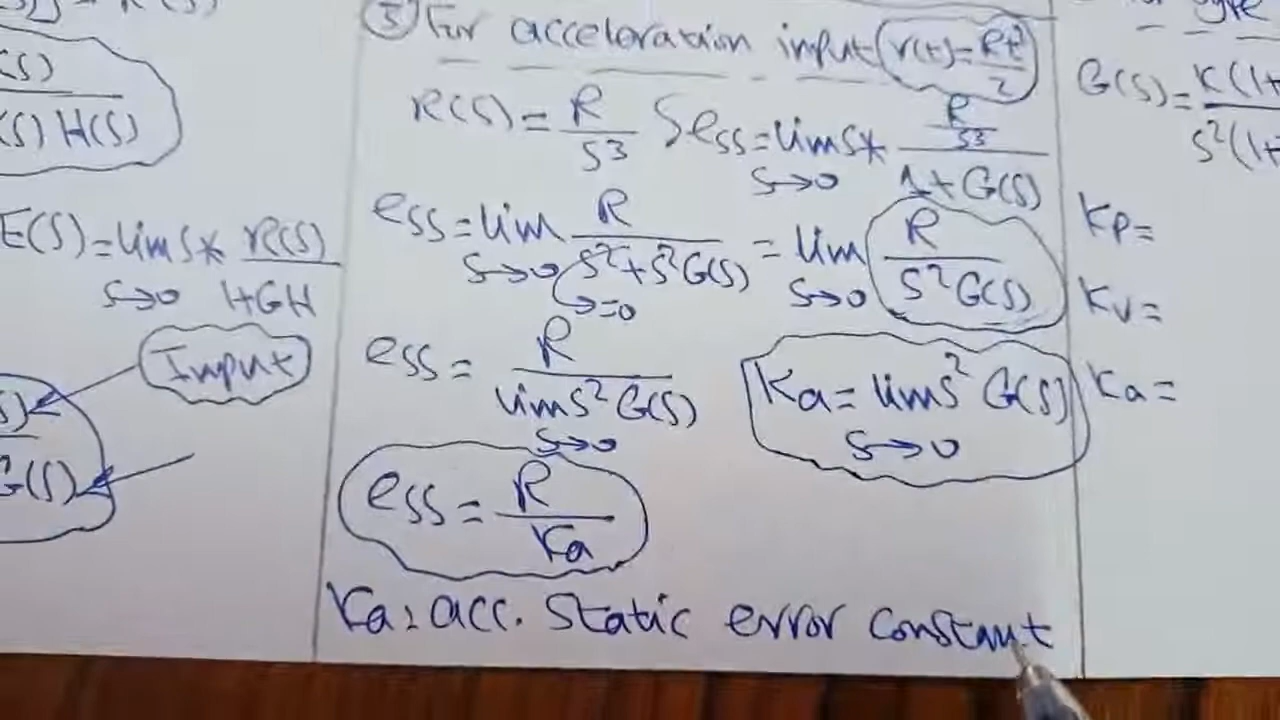 (S)
(S) H(S)
E(S)=lim S* R(S)
S→0 1+GH
Input
G(S)
③ For acceleration input (r(t)=Rt²/2)
R(S)=R/S3 Sess=lim S* R/S3 / 1+G(S)
S→0
ess=lim R/S²+S²G(S) = lim R/S²G(S)
S→0 S→0
→=0
ess= R/lim S²G(S) Ka=lim S² G(S)
S→0 S→0
ess= R/Ka
Ka: acc. Static error constant
G(S)=K(1+
S²(1+
Kp=
Kv=
Ka=